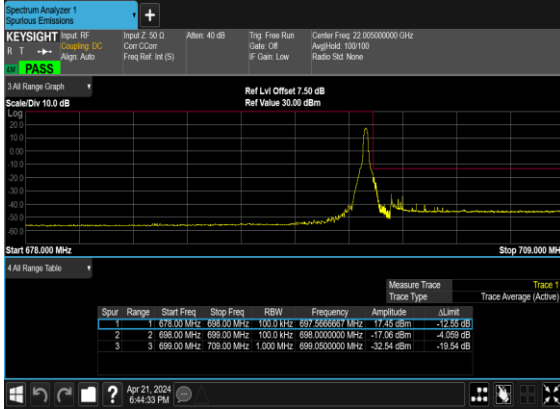 Spectrum Analyzer 1
Spurious Emissions
KEYSIGHT Input: RF Input Z: 50 Ω Atten: 40 dB Trig: Free Run Center Freq: 22.005000000 GHz
R T Coupling: DC Corr CCorr Gate: Off Avg|Hold: 100/100
Align: Auto Freq Ref: Int (S) IF Gain: Low Radio Std: None
PASS
3 All Range Graph
Ref Lvl Offset 7.50 dB
Scale/Div 10.0 dB Ref Value 30.00 dBm
Log
20.0
10.0
0.00
-10.0
-20.0
-30.0
-40.0
-50.0
-60.0
Start 678.000 MHz Stop 709.000 MH
4 All Range Table
Measure Trace Trace 1
Trace Type Trace Average (Active)
Spur Range Start Freq Stop Freq RBW Frequency Amplitude ΔLimit
1 1 678.00 MHz 698.00 MHz 100.0 kHz 697.5666667 MHz 17.45 dBm -12.55 dB
2 2 698.00 MHz 699.00 MHz 100.0 kHz 698.0000000 MHz -17.06 dBm -4.059 dB
3 3 699.00 MHz 709.00 MHz 1.000 MHz 699.0500000 MHz -32.54 dBm -19.54 dB
Apr 21, 2024
6:44:33 PM